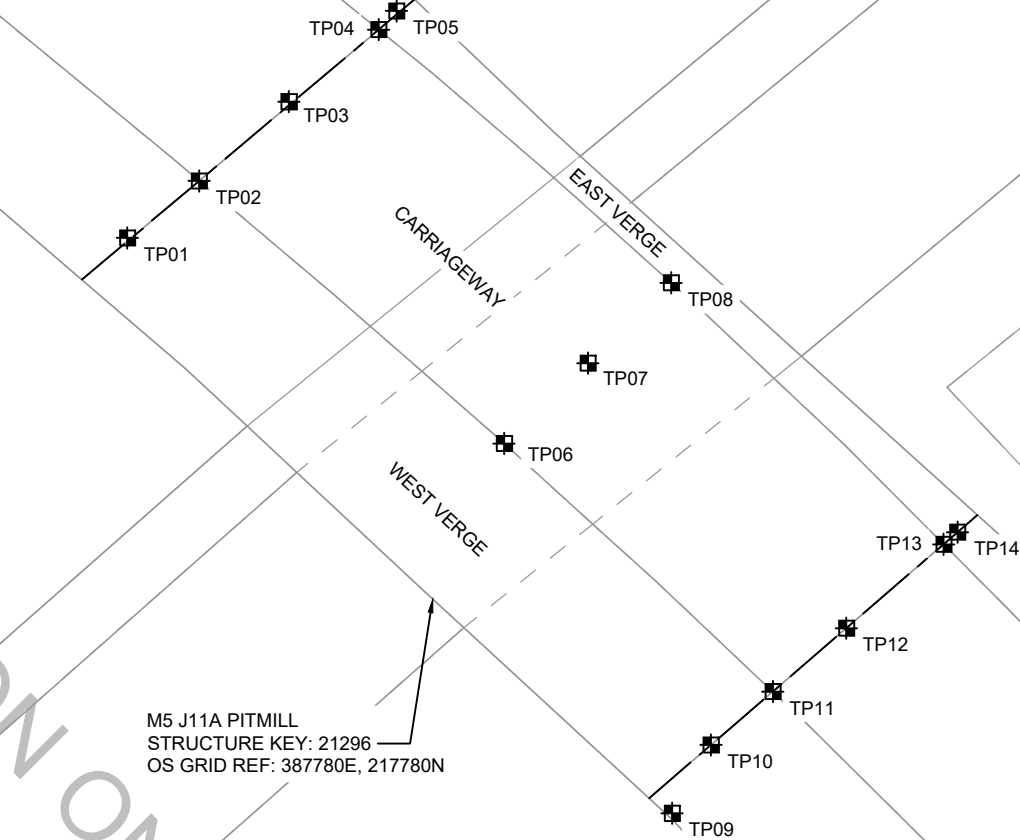 TP04
TP05
TP03
TP02
TP01
EAST VERGE
CARRIAGEWAY
TP08
TP07
TP06
WEST VERGE
TP13
TP14
TP12
TP11
TP10
TP09
M5 J11A PITMILL
STRUCTURE KEY: 21296
OS GRID REF: 387780E, 217780N